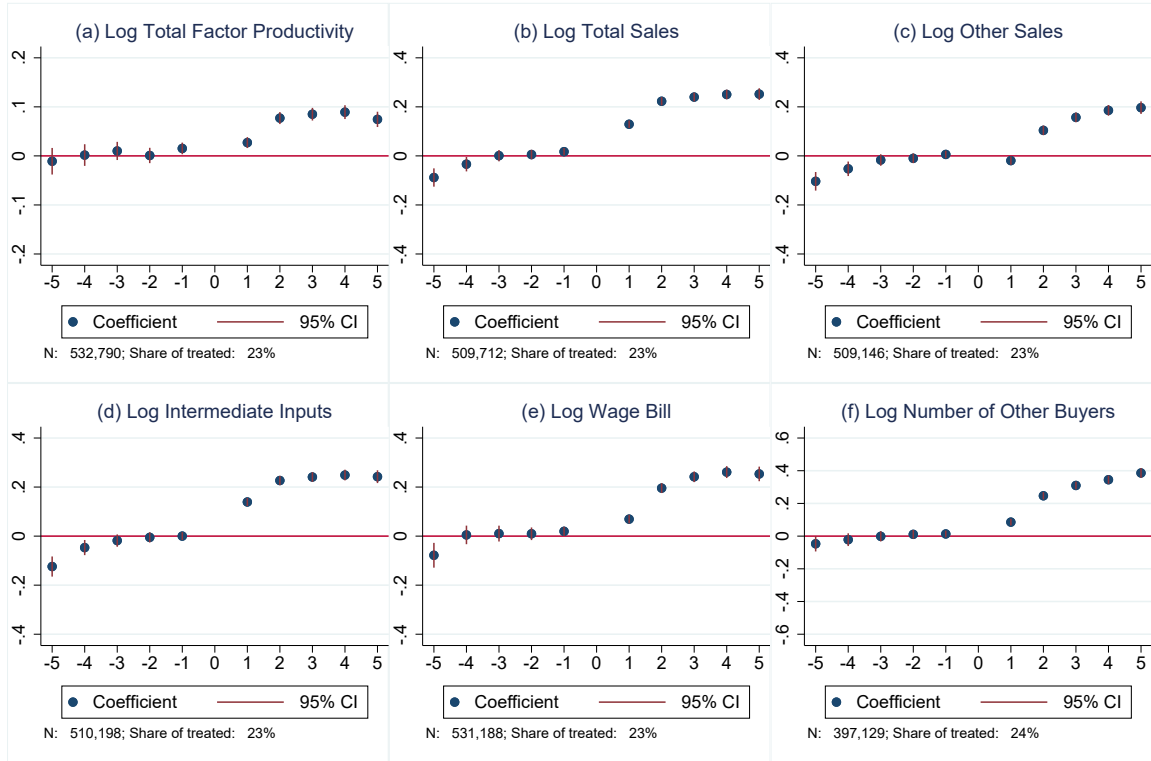 (a) Log Total Factor Productivity
.2
.1
0
-.1
-.2
-5 -4 -3 -2 -1 0 1 2 3 4 5
Coefficient 95% CI
N: 532,790; Share of treated: 23%
(b) Log Total Sales
.4
.2
0
-.2
-.4
-5 -4 -3 -2 -1 0 1 2 3 4 5
Coefficient 95% CI
N: 509,712; Share of treated: 23%
(c) Log Other Sales
.4
.2
0
-.2
-.4
-5 -4 -3 -2 -1 0 1 2 3 4 5
Coefficient 95% CI
N: 509,146; Share of treated: 23%
(d) Log Intermediate Inputs
.4
.2
0
-.2
-.4
-5 -4 -3 -2 -1 0 1 2 3 4 5
Coefficient 95% CI
N: 510,198; Share of treated: 23%
(e) Log Wage Bill
.4
.2
0
-.2
-.4
-5 -4 -3 -2 -1 0 1 2 3 4 5
Coefficient 95% CI
N: 531,188; Share of treated: 23%
(f) Log Number of Other Buyers
.6
.4
.2
0
-.2
-.4
-.6
-5 -4 -3 -2 -1 0 1 2 3 4 5
Coefficient 95% CI
N: 397,129; Share of treated: 24%